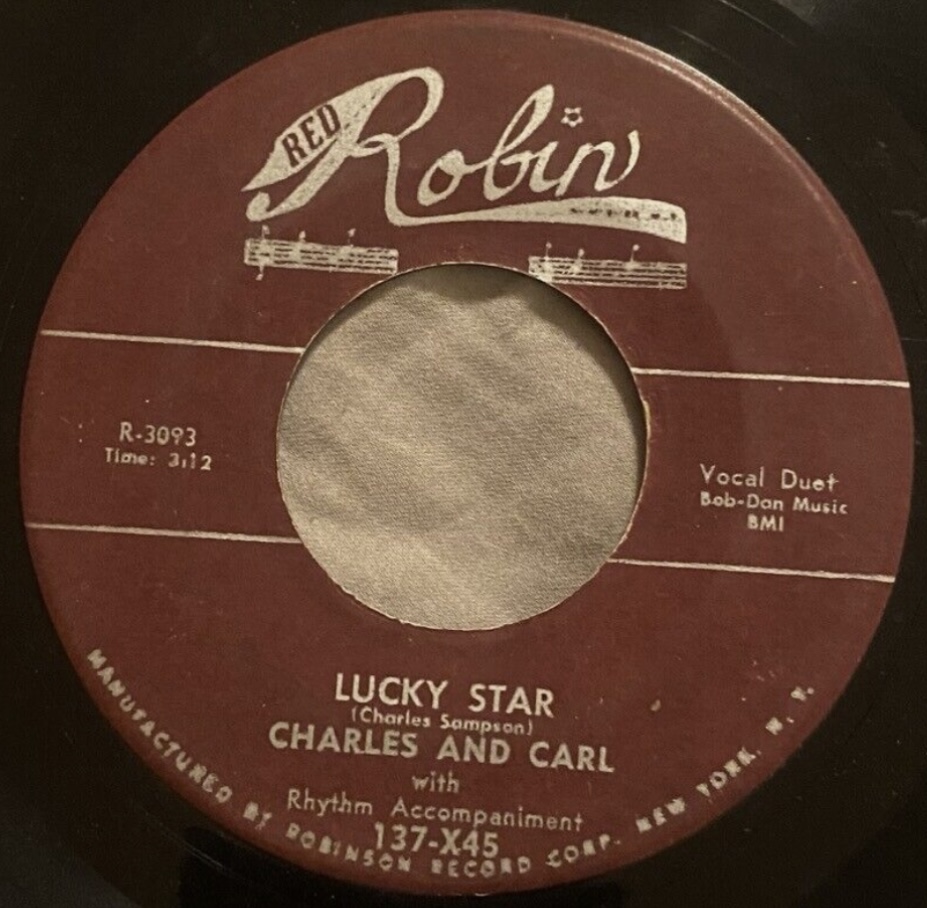 RED Robin
R-3093
Time: 3:12
Vocal Duet
Bob-Dan Music
BMI
LUCKY STAR
(Charles Sampson)
CHARLES AND CARL
with
Rhythm Accompaniment
137-X45
MANUFACTURED BY ROBINSON RECORD CORP. NEW YORK, N. Y.